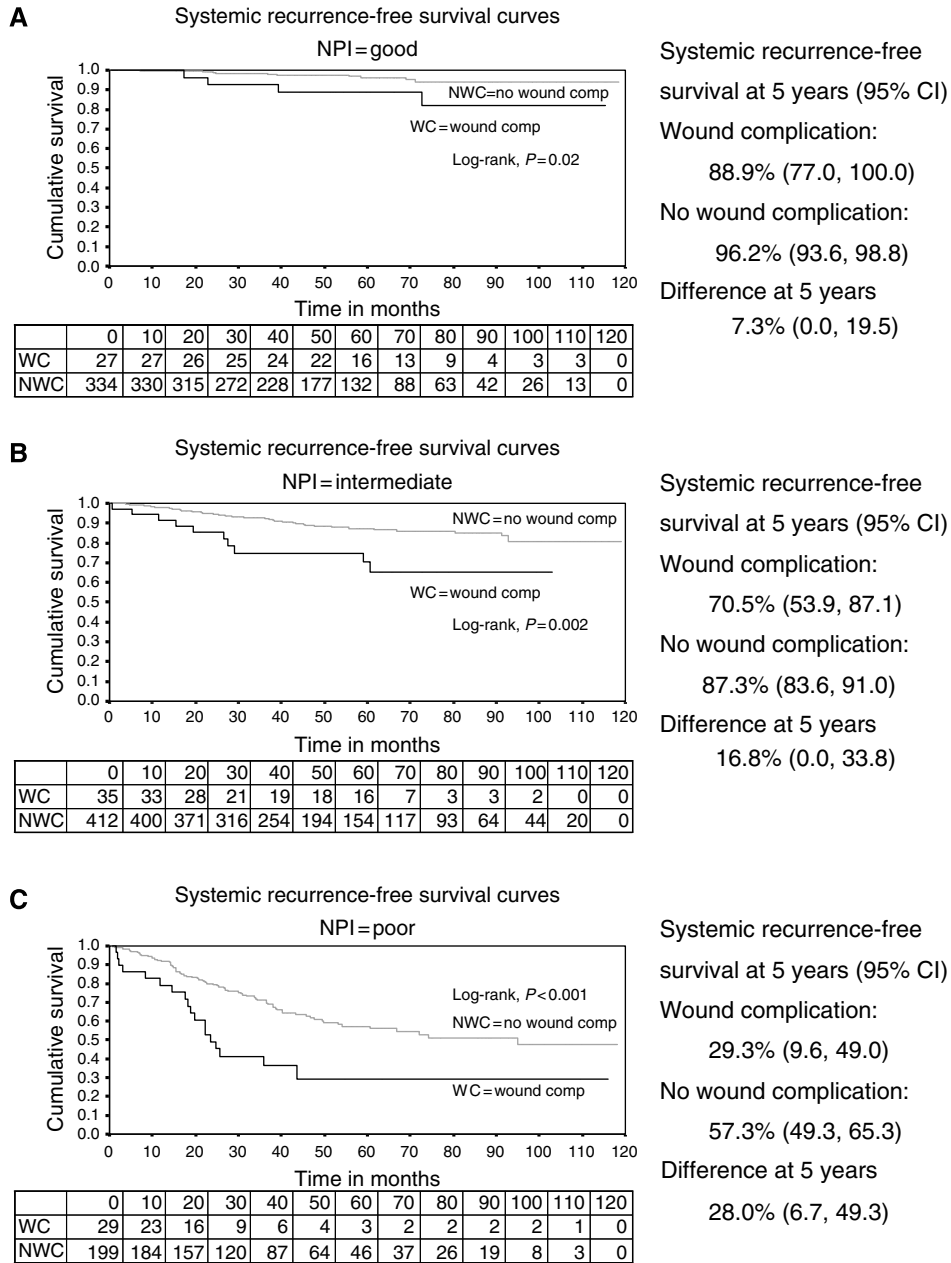 A
Systemic recurrence-free survival curves
NPI=good
Cumulative survival
1.0
0.9
0.8
0.7
0.6
0.5
0.4
0.3
0.2
0.1
0.0
NWC=no wound comp
WC=wound comp
Log-rank, P=0.02
0 10 20 30 40 50 60 70 80 90 100 110 120
Time in months
0 10 20 30 40 50 60 70 80 90 100 110 120
WC 27 27 26 25 24 22 16 13 9 4 3 3 0
NWC 334 330 315 272 228 177 132 88 63 42 26 13 0
Systemic recurrence-free
survival at 5 years (95% CI)
Wound complication:
88.9% (77.0, 100.0)
No wound complication:
96.2% (93.6, 98.8)
Difference at 5 years
7.3% (0.0, 19.5)
B
Systemic recurrence-free survival curves
NPI=intermediate
Cumulative survival
1.0
0.9
0.8
0.7
0.6
0.5
0.4
0.3
0.2
0.1
0.0
NWC=no wound comp
WC=wound comp
Log-rank, P=0.002
0 10 20 30 40 50 60 70 80 90 100 110 120
Time in months
0 10 20 30 40 50 60 70 80 90 100 110 120
WC 35 33 28 21 19 18 16 7 3 3 2 0 0
NWC 412 400 371 316 254 194 154 117 93 64 44 20 0
Systemic recurrence-free
survival at 5 years (95% CI)
Wound complication:
70.5% (53.9, 87.1)
No wound complication:
87.3% (83.6, 91.0)
Difference at 5 years
16.8% (0.0, 33.8)
C
Systemic recurrence-free survival curves
NPI=poor
Cumulative survival
1.0
0.9
0.8
0.7
0.6
0.5
0.4
0.3
0.2
0.1
0.0
Log-rank, P<0.001
NWC=no wound comp
WC=wound comp
0 10 20 30 40 50 60 70 80 90 100 110 120
Time in months
0 10 20 30 40 50 60 70 80 90 100 110 120
WC 29 23 16 9 6 4 3 2 2 2 2 1 0
NWC 199 184 157 120 87 64 46 37 26 19 8 3 0
Systemic recurrence-free
survival at 5 years (95% CI)
Wound complication:
29.3% (9.6, 49.0)
No wound complication:
57.3% (49.3, 65.3)
Difference at 5 years
28.0% (6.7, 49.3)